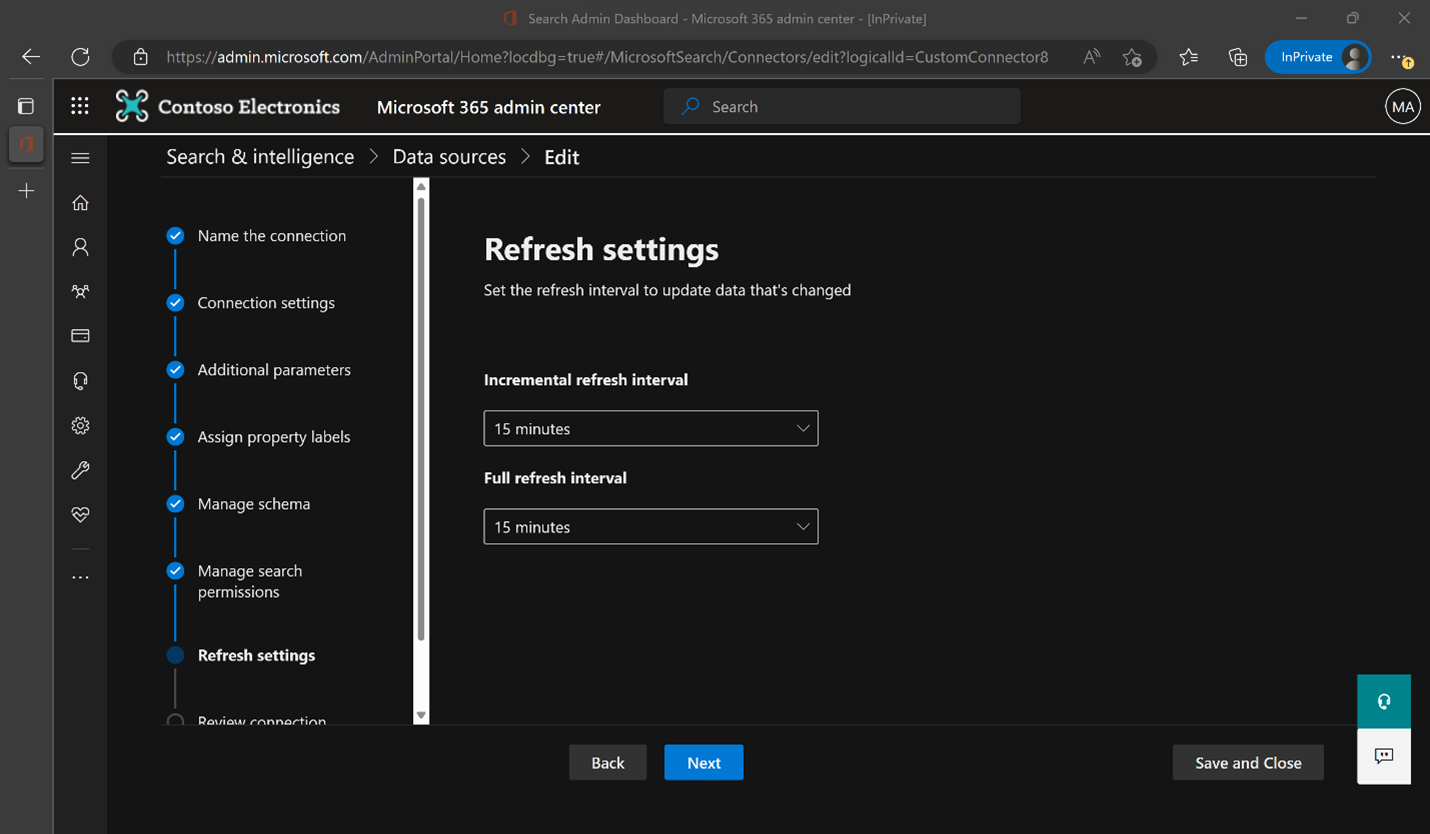 Search Admin Dashboard - Microsoft 365 admin center - [InPrivate]
https://admin.microsoft.com/AdminPortal/Home?locdbg=true#/MicrosoftSearch/Connectors/edit?logicalId=CustomConnector8
InPrivate
Contoso Electronics
Microsoft 365 admin center
Search
MA
Search & intelligence > Data sources > Edit
Name the connection
Connection settings
Additional parameters
Assign property labels
Manage schema
Manage search
permissions
Refresh settings
Review connection
Refresh settings
Set the refresh interval to update data that's changed
Incremental refresh interval
15 minutes
Full refresh interval
15 minutes
Back
Next
Save and Close